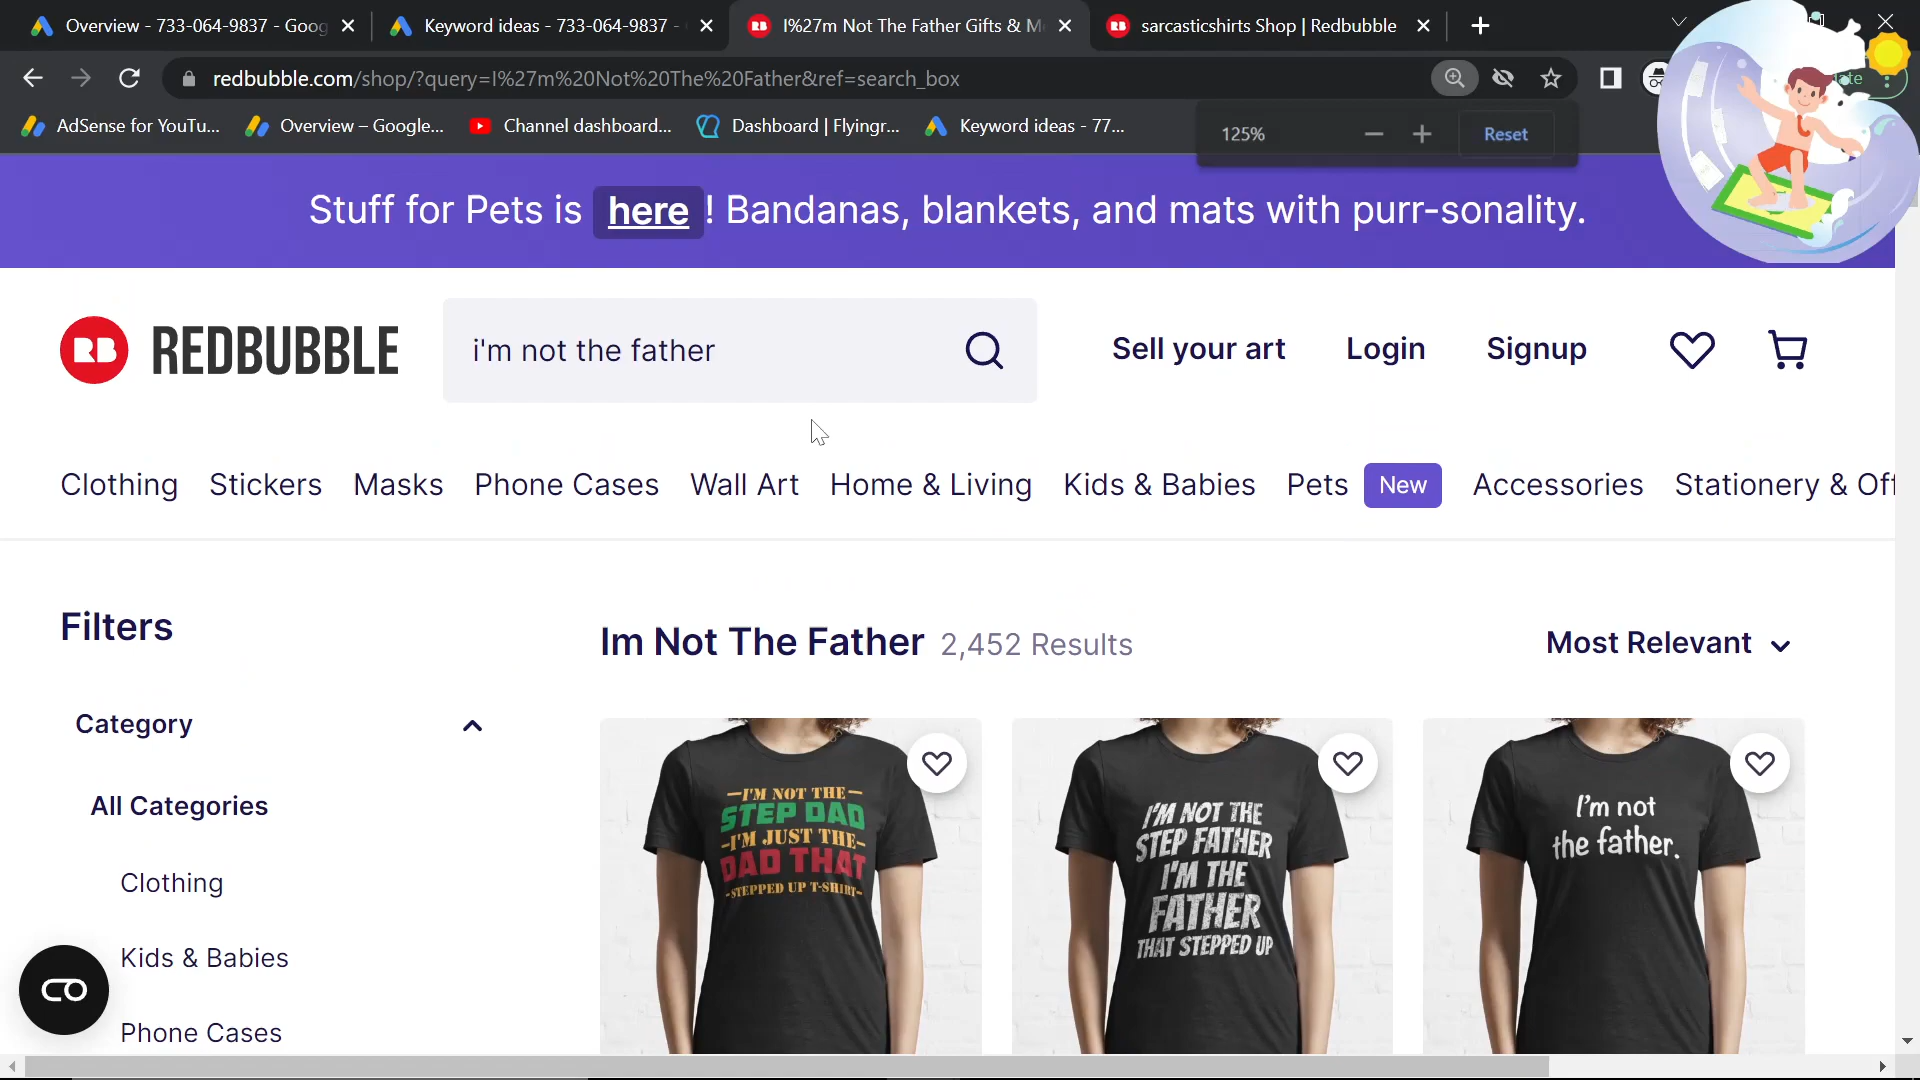 Overview - 733-064-9837 - Goog
Keyword ideas - 733-064-9837 -
I%27m Not The Father Gifts & M
sarcasticshirts Shop | Redbubble
redbubble.com/shop/?query=I%27m%20Not%20The%20Father&ref=search_box
AdSense for YouTu...
Overview – Google...
Channel dashboard...
Dashboard | Flyingr...
Keyword ideas - 77...
125%
Reset
Stuff for Pets is here! Bandanas, blankets, and mats with purr-sonality.
RB REDBUBBLE
i'm not the father
Sell your art
Login
Signup
Clothing Stickers Masks Phone Cases Wall Art Home & Living Kids & Babies Pets New Accessories Stationery & Off
Filters
Im Not The Father 2,452 Results
Most Relevant
Category
All Categories
Clothing
Kids & Babies
Phone Cases
I'M NOT THE
STEP DAD
I'M JUST THE
DAD THAT
STEPPED UP T-SHIRT
I'M NOT THE
STEP FATHER
I'M THE
FATHER
THAT STEPPED UP
I'm not
the father.